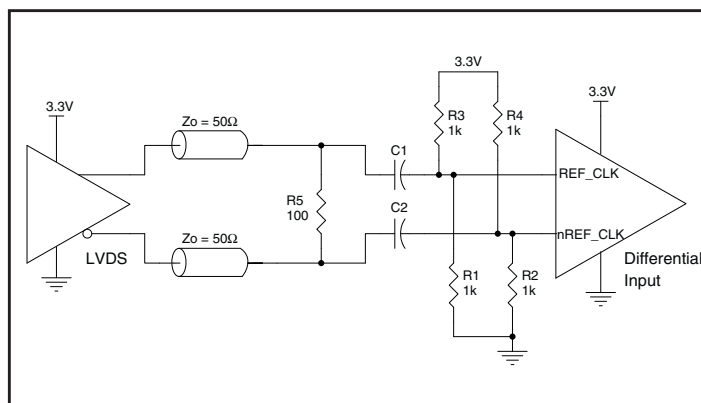 3.3V
3.3V
3.3V
Zo = 50Ω
R3
1k
R4
1k
C1
REF_CLK
R5
100
C2
nREF_CLK
LVDS
Zo = 50Ω
Differential
Input
R1
1k
R2
1k